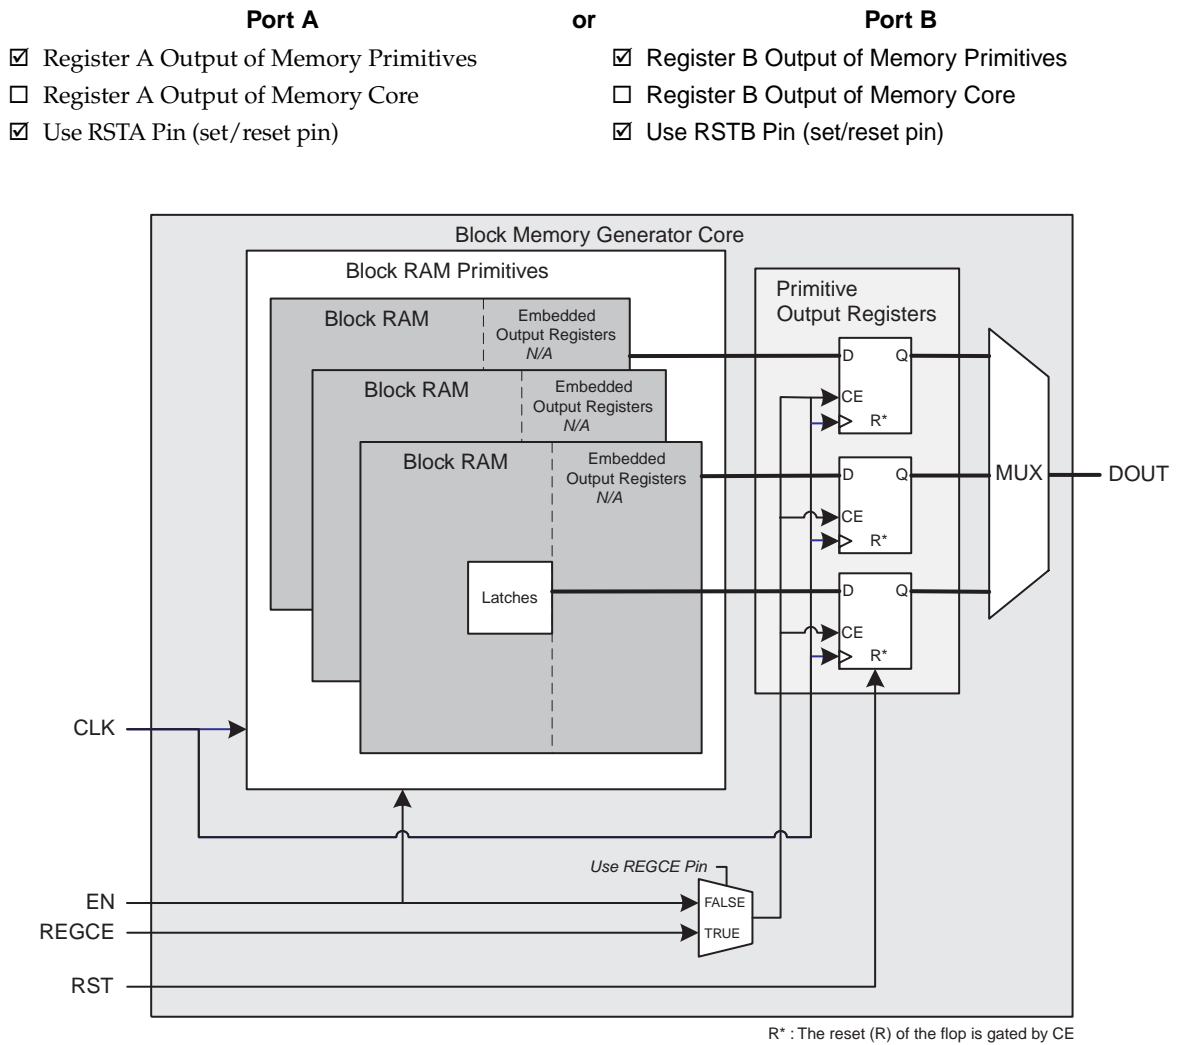 Port A or Port B
☑ Register A Output of Memory Primitives
☐ Register A Output of Memory Core
☑ Use RSTA Pin (set/reset pin)
☑ Register B Output of Memory Primitives
☐ Register B Output of Memory Core
☑ Use RSTB Pin (set/reset pin)
Block Memory Generator Core
Block RAM Primitives
Block RAM
Embedded
Output Registers
N/A
Block RAM
Embedded
Output Registers
N/A
Block RAM
Embedded
Output Registers
N/A
Latches
Primitive
Output Registers
D Q
CE
R*
D Q
CE
R*
D Q
CE
R*
MUX
DOUT
CLK
EN
REGCE
RST
Use REGCE Pin
FALSE
TRUE
R* : The reset (R) of the flop is gated by CE